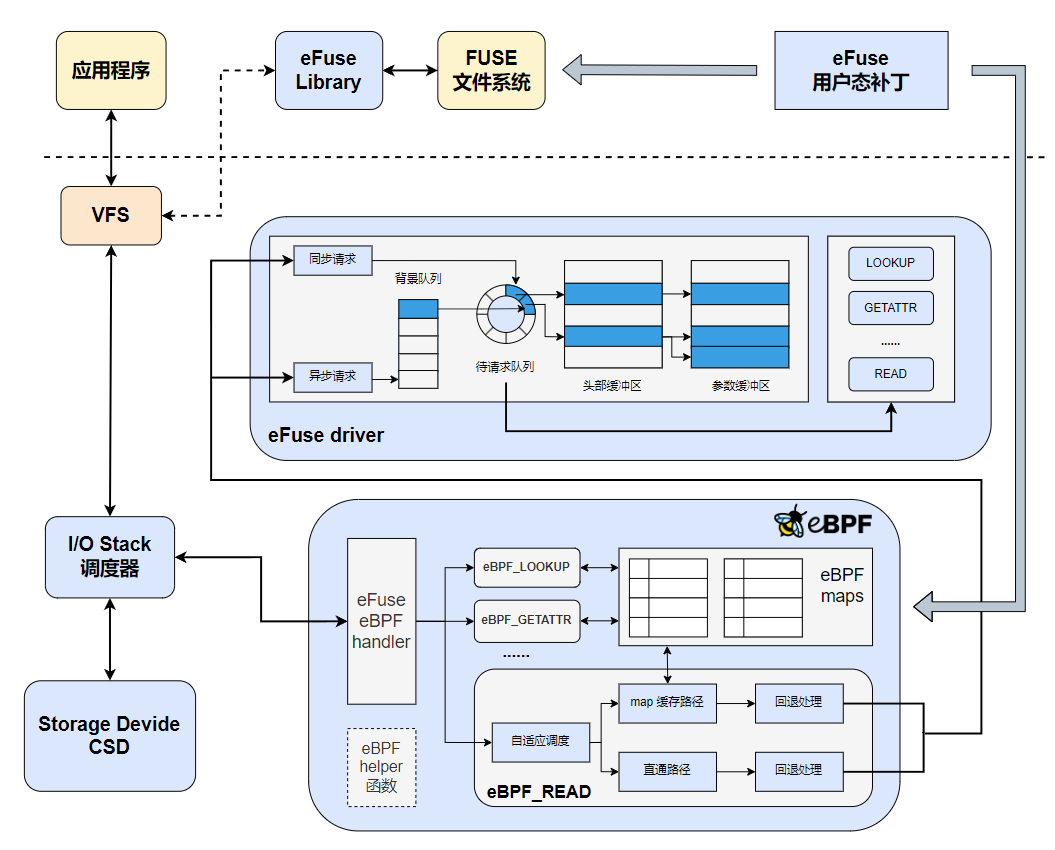 应用程序
eFuse
Library
FUSE
文件系统
eFuse
用户态补丁
VFS
同步请求
背景队列
异步请求
待请求队列
头部缓冲区
参数缓冲区
LOOKUP
GETATTR
......
READ
eFuse driver
I/O Stack
调度器
Storage Devide
CSD
eBPF
eFuse
eBPF
handler
eBPF_LOOKUP
eBPF_GETATTR
......
eBPF
maps
eBPF
helper
函数
自适应调度
map 缓存路径
回退处理
直通路径
回退处理
eBPF_READ